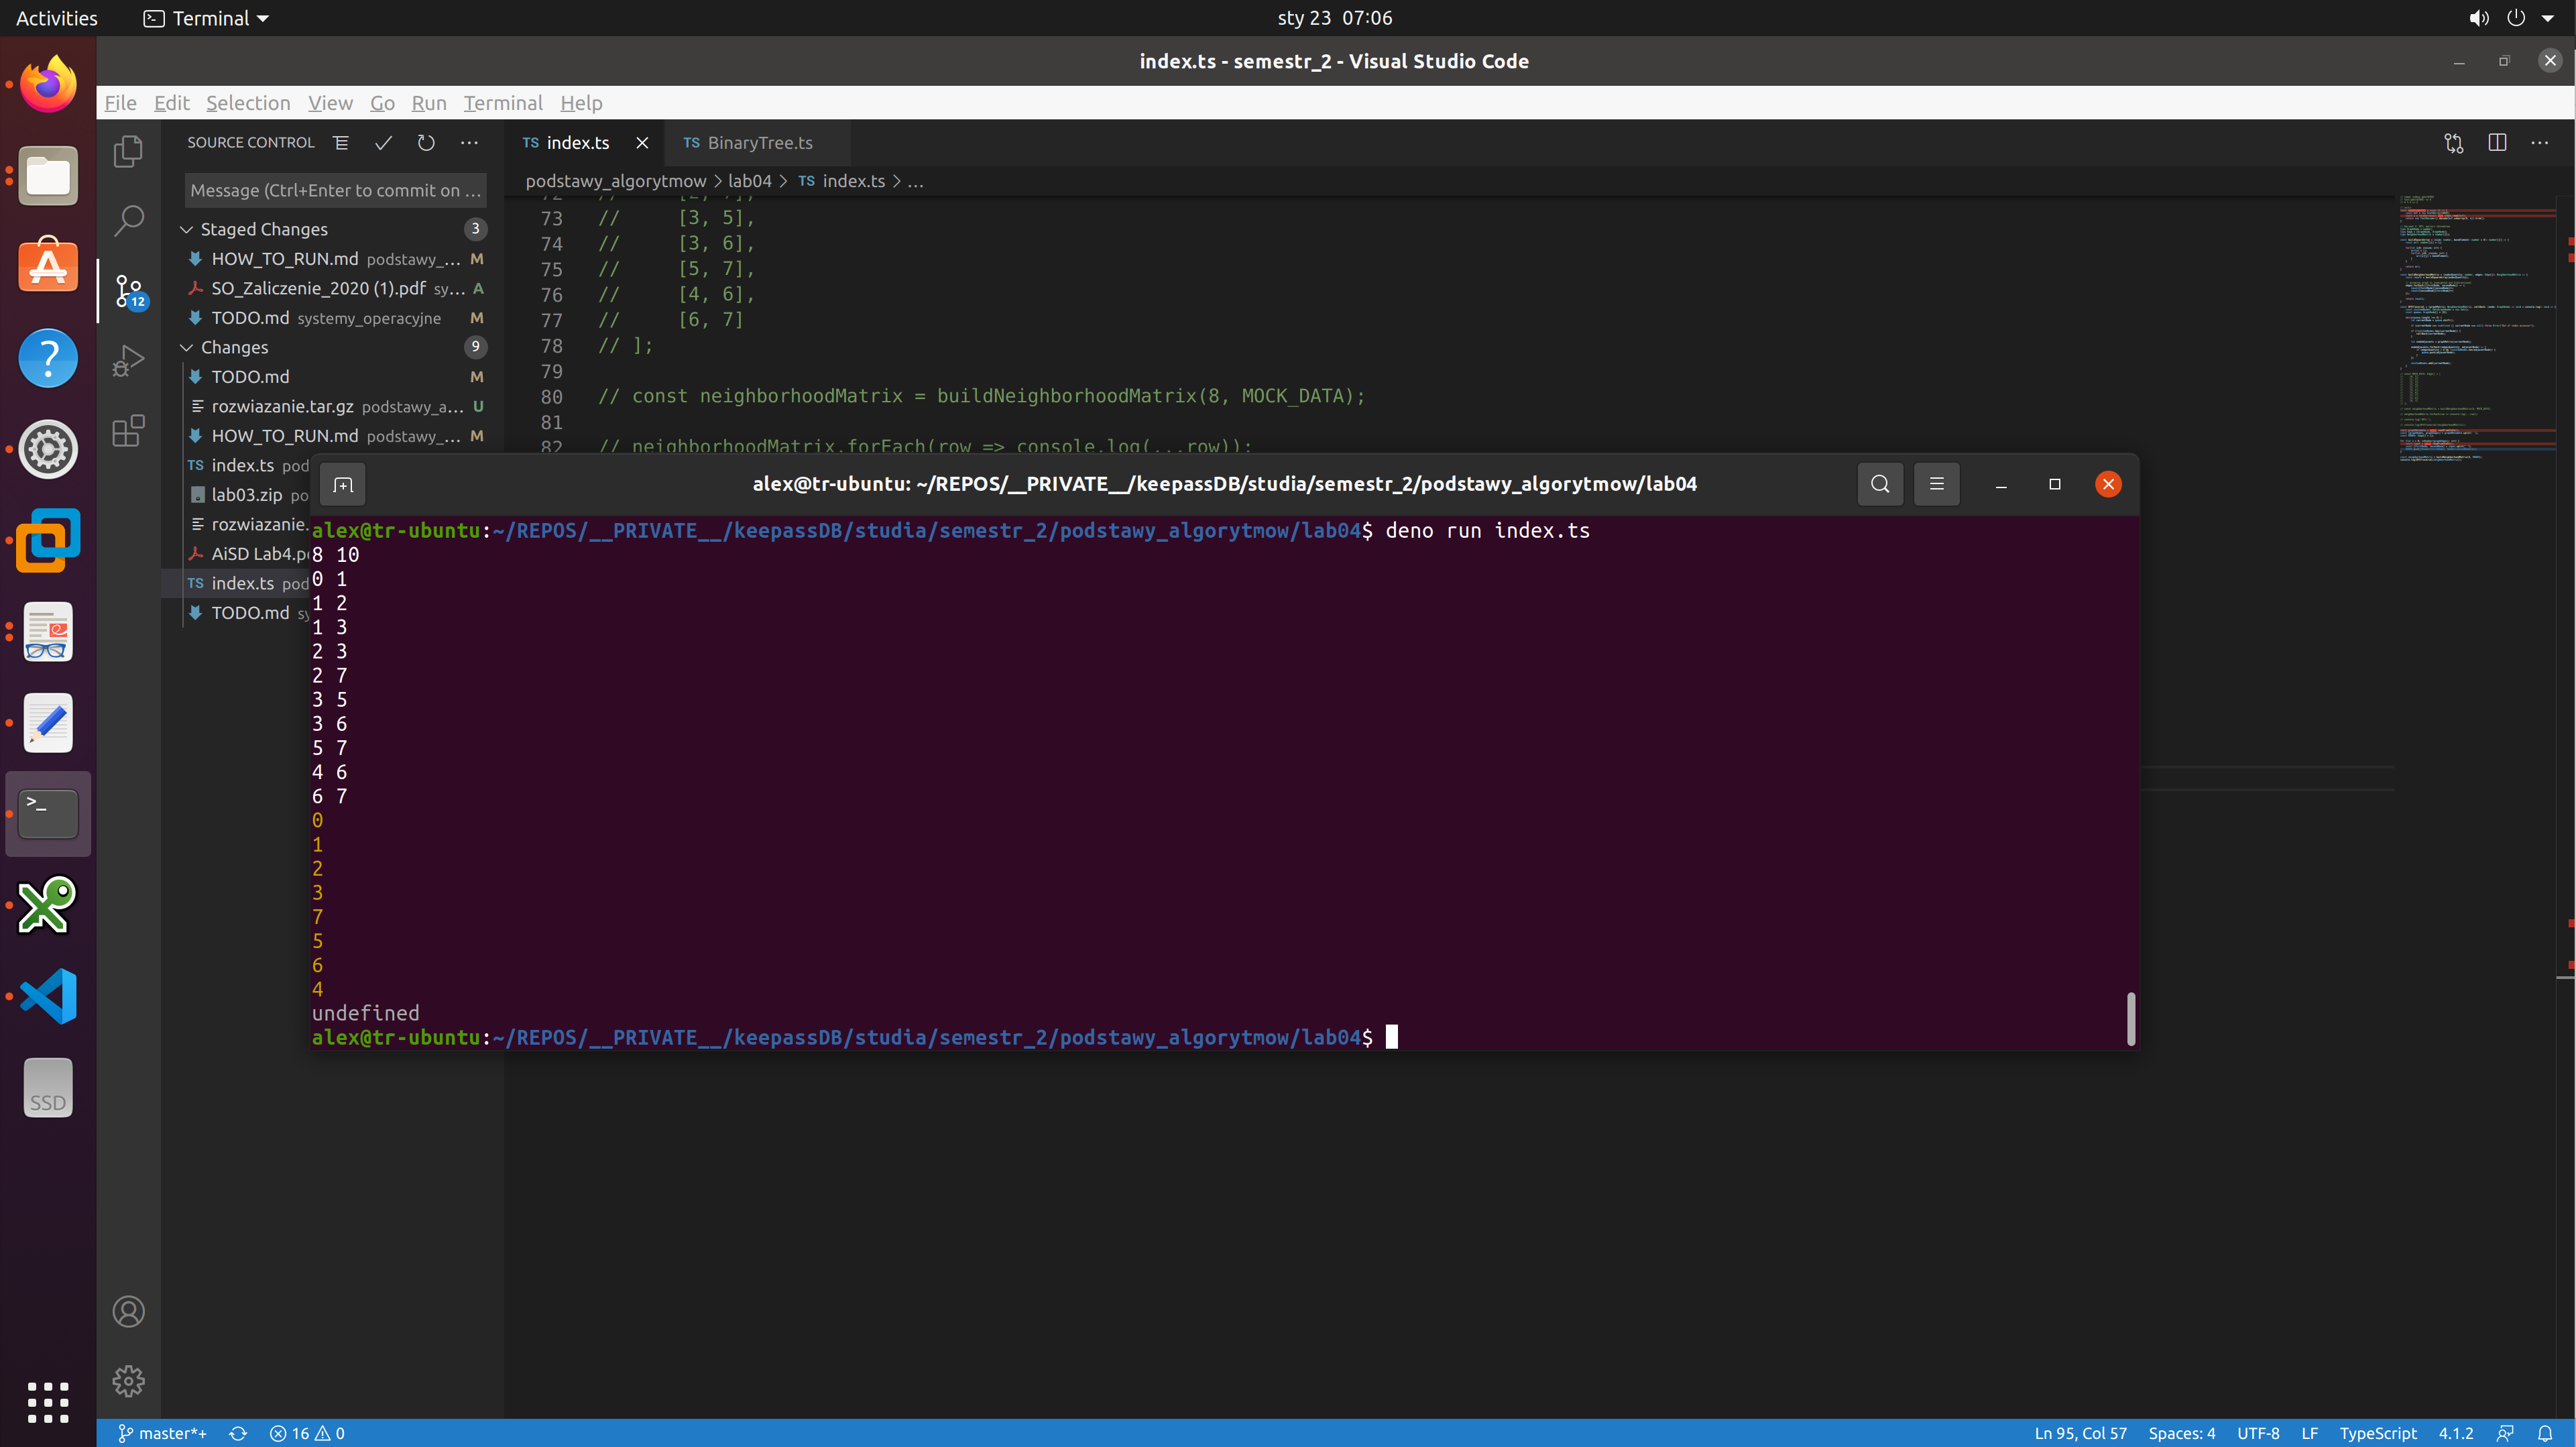 Activities
Terminal
sty 23 07:06
index.ts - semestr_2 - Visual Studio Code
File Edit Selection View Go Run Terminal Help
SOURCE CONTROL
TS index.ts
TS BinaryTree.ts
Message (Ctrl+Enter to commit on ...
podstawy_algorytmow > lab04 > TS index.ts > ...
Staged Changes 3
HOW_TO_RUN.md podstawy_... M
SO_Zaliczenie_2020 (1).pdf sy... A
TODO.md systemy_operacyjne M
Changes 9
TODO.md M
rozwiazanie.tar.gz podstawy_a... U
HOW_TO_RUN.md podstawy_... M
TS index.ts pod
lab03.zip po
rozwiazanie.
AiSD Lab4.p
TS index.ts pod
TODO.md sy
12
73 // [3, 5],
74 // [3, 6],
75 // [5, 7],
76 // [4, 6],
77 // [6, 7]
78 // ];
79
80 // const neighborhoodMatrix = buildNeighborhoodMatrix(8, MOCK_DATA);
81
82 // neighborhoodMatrix.forEach(row => console.log(...row));
alex@tr-ubuntu: ~/REPOS/__PRIVATE__/keepassDB/studia/semestr_2/podstawy_algorytmow/lab04
alex@tr-ubuntu:~/REPOS/__PRIVATE__/keepassDB/studia/semestr_2/podstawy_algorytmow/lab04$ deno run index.ts
8 10
0 1
1 2
1 3
2 3
2 7
3 5
3 6
5 7
4 6
6 7
0
1
2
3
7
5
6
4
undefined
alex@tr-ubuntu:~/REPOS/__PRIVATE__/keepassDB/studia/semestr_2/podstawy_algorytmow/lab04$
SSD
master*+ 16 0
Ln 95, Col 57 Spaces: 4 UTF-8 LF TypeScript 4.1.2